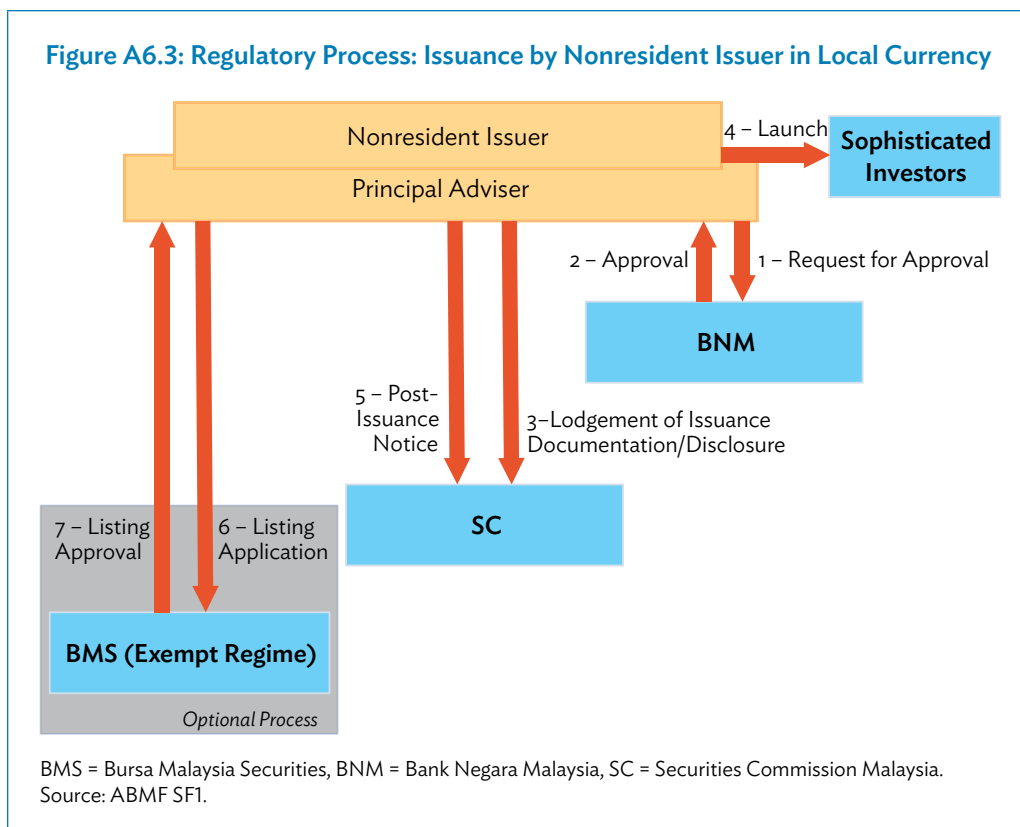 Figure A6.3: Regulatory Process: Issuance by Nonresident Issuer in Local Currency
Nonresident Issuer
4 – Launch
Sophisticated
Investors
Principal Adviser
2 – Approval
1 – Request for Approval
BNM
5 – Post-
Issuance
Notice
3–Lodgement of Issuance
Documentation/Disclosure
SC
7 – Listing
Approval
6 – Listing
Application
BMS (Exempt Regime)
Optional Process
BMS = Bursa Malaysia Securities, BNM = Bank Negara Malaysia, SC = Securities Commission Malaysia.
Source: ABMF SF1.